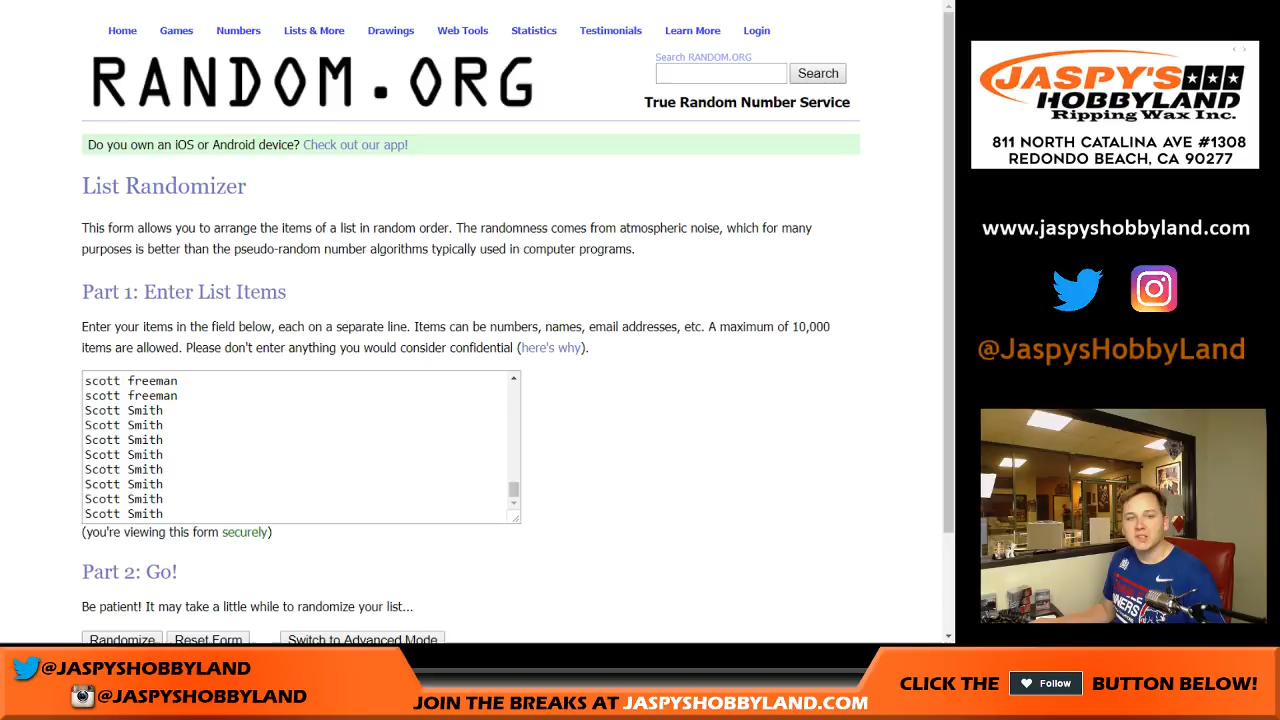 Home Games Numbers Lists & More Drawings Web Tools Statistics Testimonials Learn More Login
RANDOM.ORG
Search RANDOM.ORG
Search
True Random Number Service
Do you own an iOS or Android device? Check out our app!
List Randomizer
This form allows you to arrange the items of a list in random order. The randomness comes from atmospheric noise, which for many
purposes is better than the pseudo-random number algorithms typically used in computer programs.
Part 1: Enter List Items
Enter your items in the field below, each on a separate line. Items can be numbers, names, email addresses, etc. A maximum of 10,000
items are allowed. Please don't enter anything you would consider confidential (here's why).
scott freeman
scott freeman
Scott Smith
Scott Smith
Scott Smith
Scott Smith
Scott Smith
Scott Smith
Scott Smith
Scott Smith
(you're viewing this form securely)
Part 2: Go!
Be patient! It may take a little while to randomize your list...
Randomize Reset Form Switch to Advanced Mode
JASPY'S
HOBBYLAND
Ripping Wax Inc.
811 NORTH CATALINA AVE #1308
REDONDO BEACH, CA 90277
www.jaspyshobbyland.com
@JaspysHobbyLand
@JASPYSHOBBYLAND
@JASPYSHOBBYLAND
JOIN THE BREAKS AT JASPYSHOBBYLAND.COM
CLICK THE Follow BUTTON BELOW!